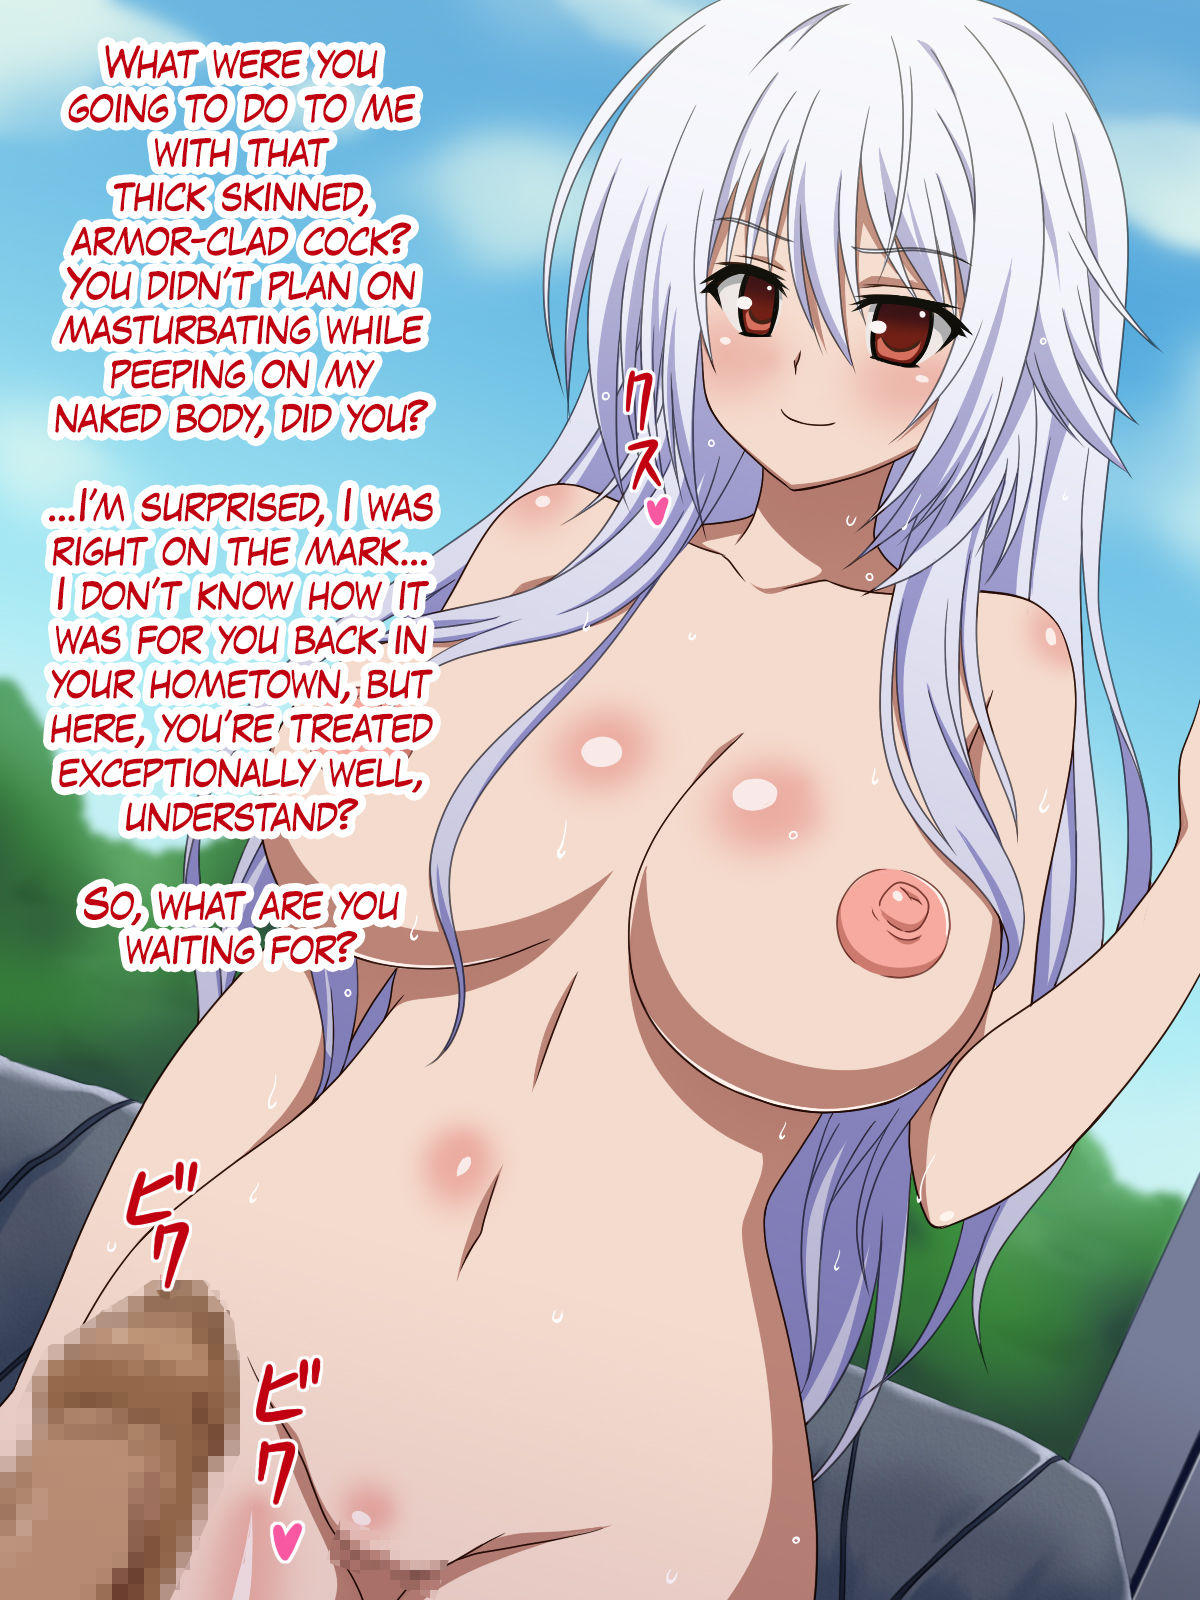 WHAT WERE YOU
GOING TO DO TO ME
WITH THAT
THICK SKINNED,
ARMOR-CLAD COCK?
YOU DIDN'T PLAN ON
MASTURBATING WHILE
PEEPING ON MY
NAKED BODY, DID YOU?
...I'M SURPRISED, I WAS
RIGHT ON THE MARK...
I DON'T KNOW HOW IT
WAS FOR YOU BACK IN
YOUR HOMETOWN, BUT
HERE, YOU'RE TREATED
EXCEPTIONALLY WELL,
UNDERSTAND?
SO, WHAT ARE YOU
WAITING FOR?
クス
ビク
ビク